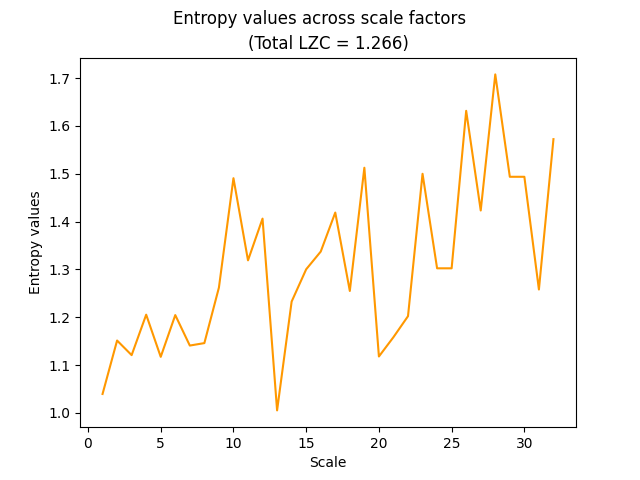 Entropy values across scale factors
(Total LZC = 1.266)
1.7
1.6
1.5
1.4
1.3
1.2
1.1
1.0
Entropy values
0 5 10 15 20 25 30
Scale